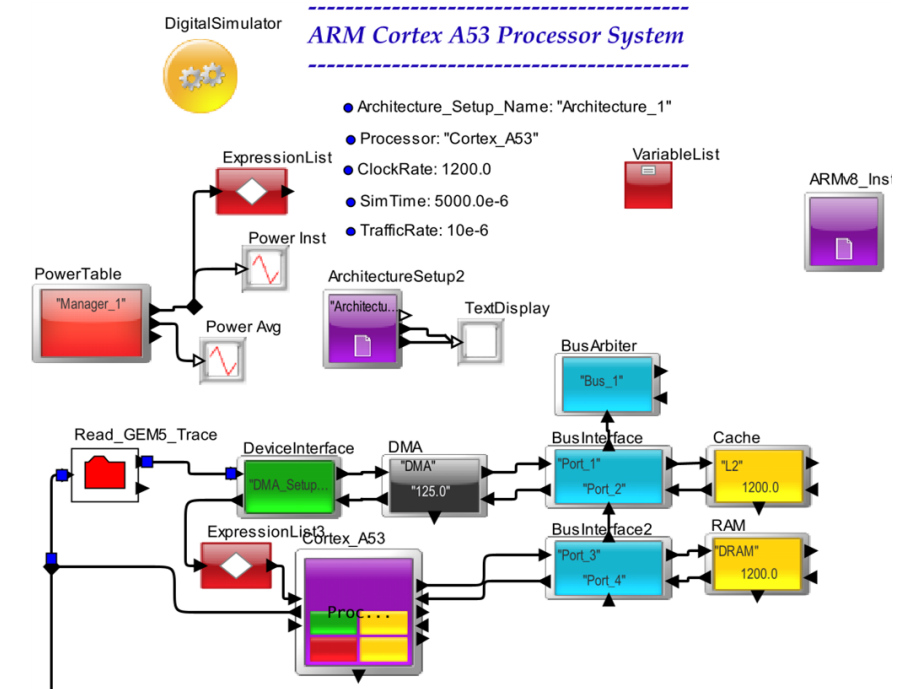 DigitalSimulator
ARM Cortex A53 Processor System
Architecture_Setup_Name: "Architecture_1"
Processor: "Cortex_A53"
ClockRate: 1200.0
SimTime: 5000.0e-6
TrafficRate: 10e-6
ExpressionList
VariableList
ARMv8_Inst
Power Inst
PowerTable
"Manager_1"
Power Avg
ArchitectureSetup2
"Architectu...
TextDisplay
BusArbiter
"Bus_1"
Read_GEM5_Trace
DeviceInterface
"DMA_Setup...
DMA
"DMA"
"125.0"
BusInterface
"Port_1"
"Port_2"
Cache
"L2"
1200.0
ExpressionList3
Cortex_A53
Proc...
BusInterface2
"Port_3"
"Port_4"
RAM
"DRAM"
1200.0